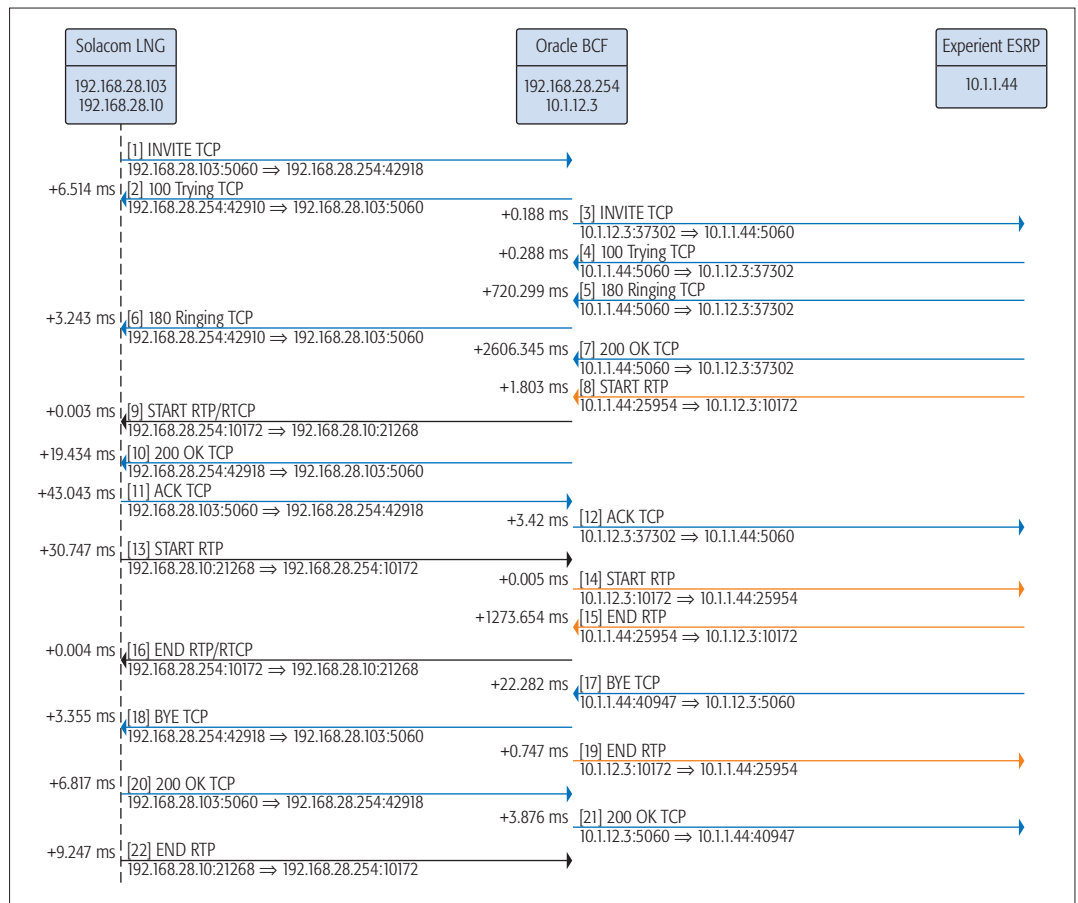 Solacom LNG
192.168.28.103
192.168.28.10
Oracle BCF
192.168.28.254
10.1.12.3
Experient ESRP
10.1.1.44
[1] INVITE TCP
192.168.28.103:5060 ⇒ 192.168.28.254:42918
+6.514 ms
[2] 100 Trying TCP
192.168.28.254:42910 ⇒ 192.168.28.103:5060
+0.188 ms
[3] INVITE TCP
10.1.12.3:37302 ⇒ 10.1.1.44:5060
+0.288 ms
[4] 100 Trying TCP
10.1.1.44:5060 ⇒ 10.1.12.3:37302
+720.299 ms
[5] 180 Ringing TCP
10.1.1.44:5060 ⇒ 10.1.12.3:37302
+3.243 ms
[6] 180 Ringing TCP
192.168.28.254:42910 ⇒ 192.168.28.103:5060
+2606.345 ms
[7] 200 OK TCP
10.1.1.44:5060 ⇒ 10.1.12.3:37302
+1.803 ms
[8] START RTP
10.1.1.44:25954 ⇒ 10.1.12.3:10172
+0.003 ms
[9] START RTP/RTCP
192.168.28.254:10172 ⇒ 192.168.28.10:21268
+19.434 ms
[10] 200 OK TCP
192.168.28.254:42918 ⇒ 192.168.28.103:5060
+43.043 ms
[11] ACK TCP
192.168.28.103:5060 ⇒ 192.168.28.254:42918
+3.42 ms
[12] ACK TCP
10.1.12.3:37302 ⇒ 10.1.1.44:5060
+30.747 ms
[13] START RTP
192.168.28.10:21268 ⇒ 192.168.28.254:10172
+0.005 ms
[14] START RTP
10.1.12.3:10172 ⇒ 10.1.1.44:25954
+1273.654 ms
[15] END RTP
10.1.1.44:25954 ⇒ 10.1.12.3:10172
+0.004 ms
[16] END RTP/RTCP
192.168.28.254:10172 ⇒ 192.168.28.10:21268
+22.282 ms
[17] BYE TCP
10.1.1.44:40947 ⇒ 10.1.12.3:5060
+3.355 ms
[18] BYE TCP
192.168.28.254:42918 ⇒ 192.168.28.103:5060
+0.747 ms
[19] END RTP
10.1.12.3:10172 ⇒ 10.1.1.44:25954
+6.817 ms
[20] 200 OK TCP
192.168.28.103:5060 ⇒ 192.168.28.254:42918
+3.876 ms
[21] 200 OK TCP
10.1.12.3:5060 ⇒ 10.1.1.44:40947
+9.247 ms
[22] END RTP
192.168.28.10:21268 ⇒ 192.168.28.254:10172